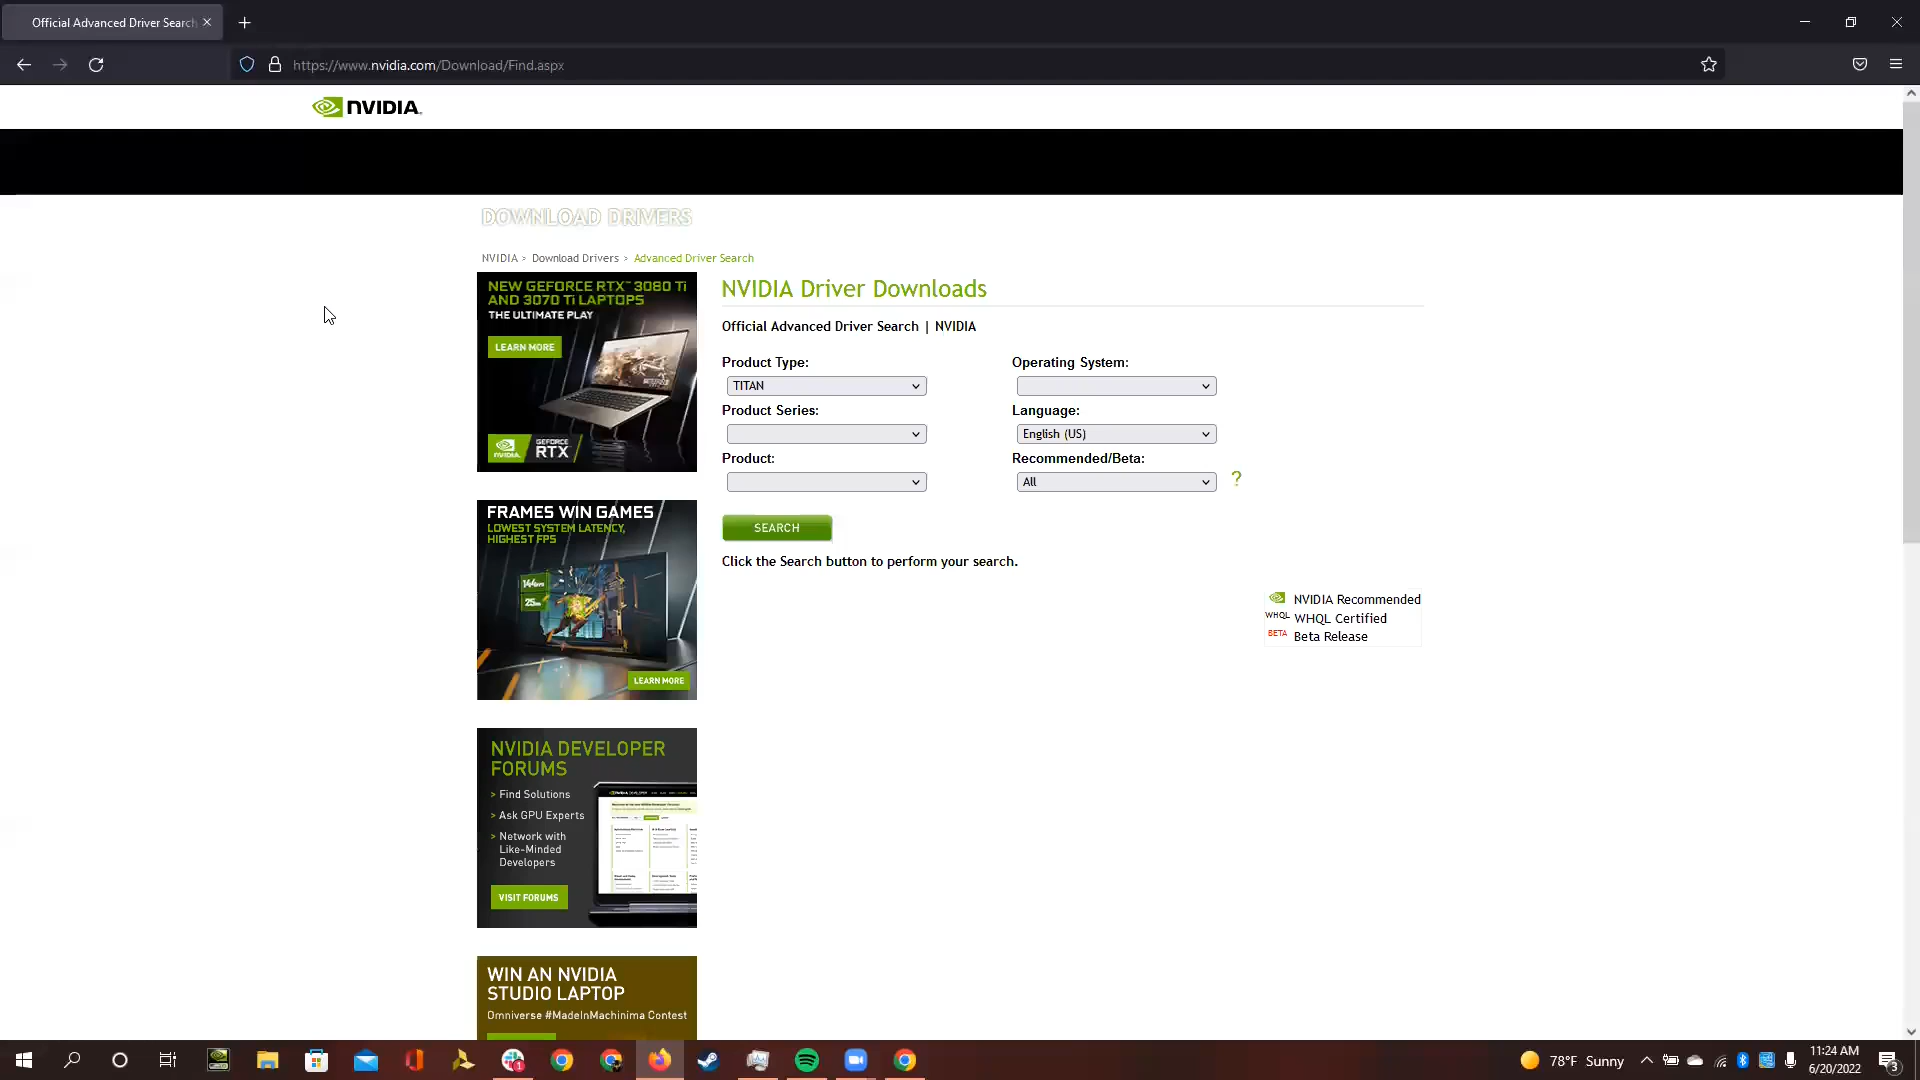 Official Advanced Driver Search
https://www.nvidia.com/Download/Find.aspx
NVIDIA.
DOWNLOAD DRIVERS
NVIDIA > Download Drivers > Advanced Driver Search
NEW GEFORCE RTX™ 3080 Ti
AND 3070 Ti LAPTOPS
THE ULTIMATE PLAY
LEARN MORE
NVIDIA.
GEFORCE
RTX
FRAMES WIN GAMES
LOWEST SYSTEM LATENCY,
HIGHEST FPS
LEARN MORE
NVIDIA DEVELOPER
FORUMS
> Find Solutions
> Ask GPU Experts
> Network with
Like-Minded
Developers
VISIT FORUMS
WIN AN NVIDIA
STUDIO LAPTOP
Omniverse #MadeInMachinima Contest
NVIDIA Driver Downloads
Official Advanced Driver Search | NVIDIA
Product Type:
TITAN
Operating System:
Product Series:
Language:
English (US)
Product:
Recommended/Beta:
All
?
SEARCH
Click the Search button to perform your search.
NVIDIA Recommended
WHQL WHQL Certified
BETA Beta Release
1
78°F Sunny
11:24 AM
6/20/2022
3